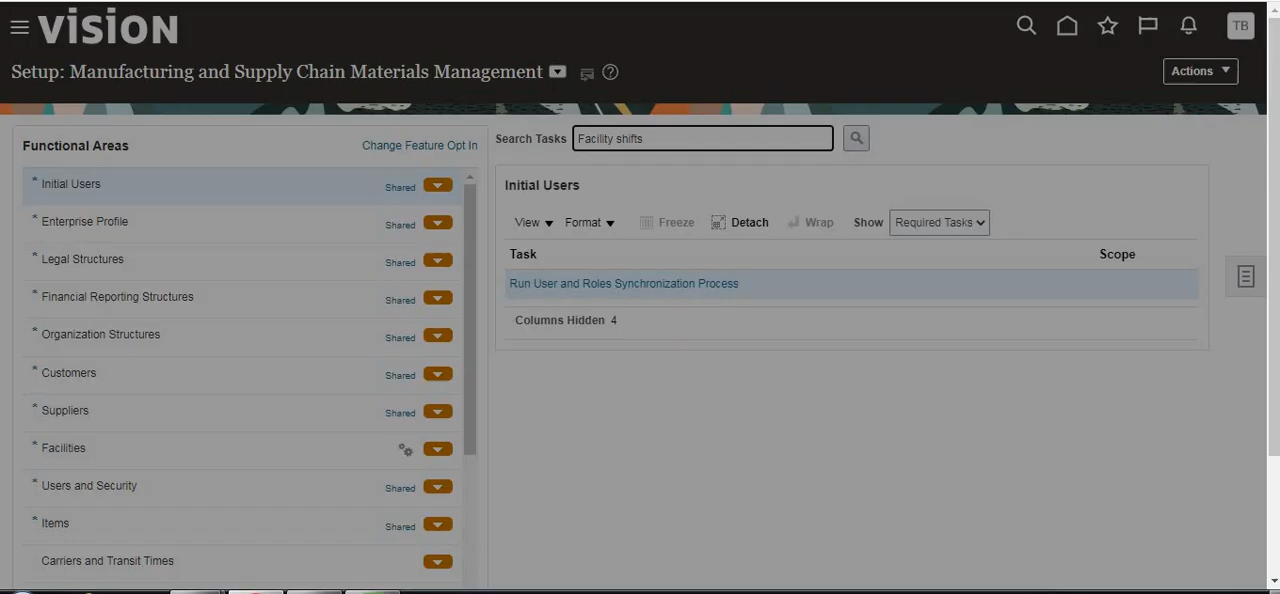 vision
TB
Setup: Manufacturing and Supply Chain Materials Management
Actions
Functional Areas
Change Feature Opt In
Search Tasks Facility shifts
* Initial Users Shared
* Enterprise Profile Shared
* Legal Structures Shared
* Financial Reporting Structures Shared
* Organization Structures Shared
* Customers Shared
* Suppliers Shared
* Facilities
* Users and Security Shared
* Items Shared
Carriers and Transit Times
Initial Users
View Format Freeze Detach Wrap Show Required Tasks
Task Scope
Run User and Roles Synchronization Process
Columns Hidden 4